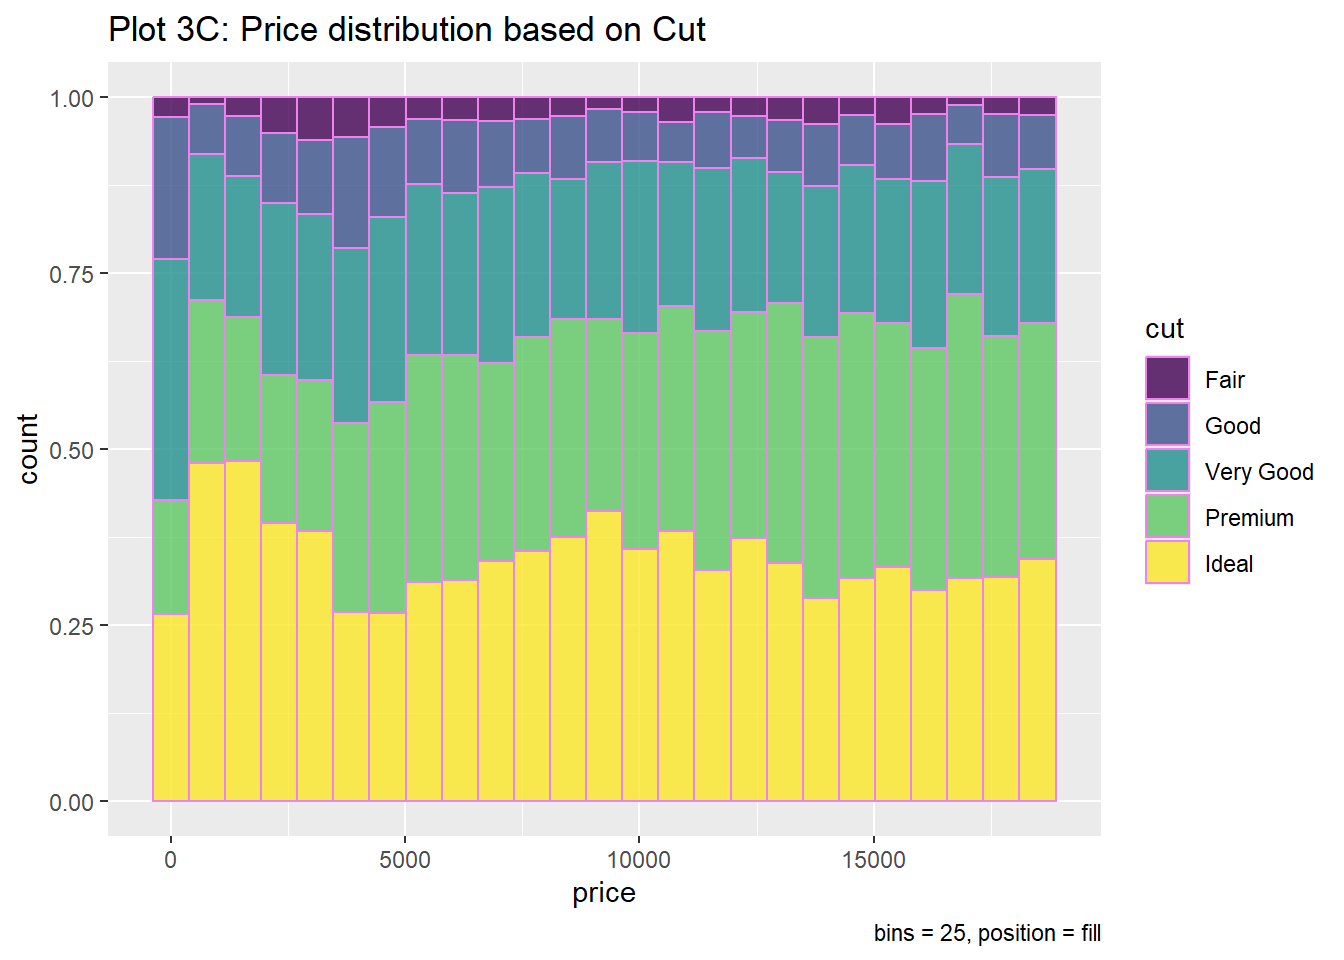 Plot 3C: Price distribution based on Cut
1.00
0.75
0.50
0.25
0.00
count
0 5000 10000 15000
price
cut
Fair
Good
Very Good
Premium
Ideal
bins = 25, position = fill